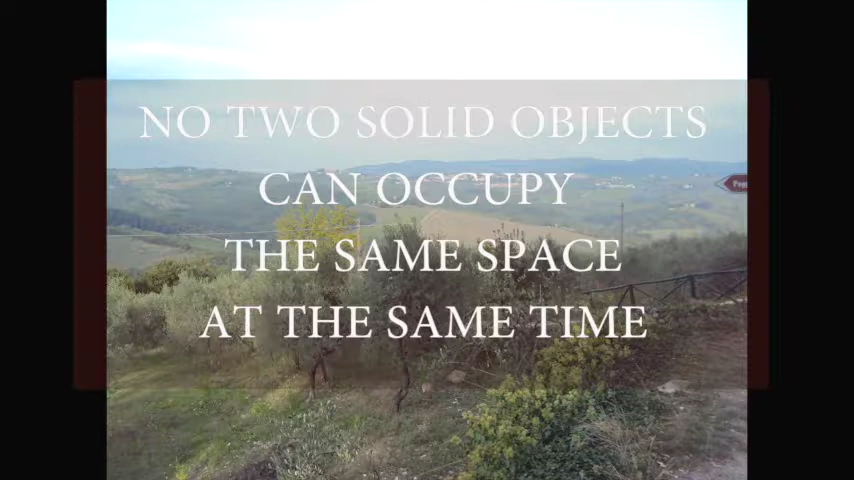 NO TWO SOLID OBJECTS
CAN OCCUPY
THE SAME SPACE
AT THE SAME TIME